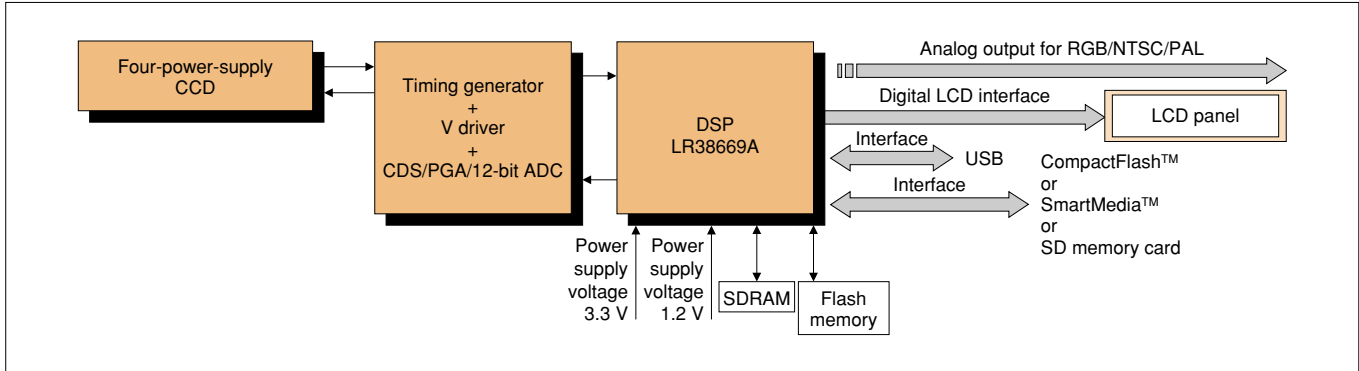 Four-power-supply
CCD
Timing generator
+
V driver
+
CDS/PGA/12-bit ADC
DSP
LR38669A
Analog output for RGB/NTSC/PAL
Digital LCD interface
LCD panel
Interface
USB
Interface
CompactFlash™
or
SmartMedia™
or
SD memory card
Power
supply
voltage
3.3 V
Power
supply
voltage
1.2 V
SDRAM
Flash
memory